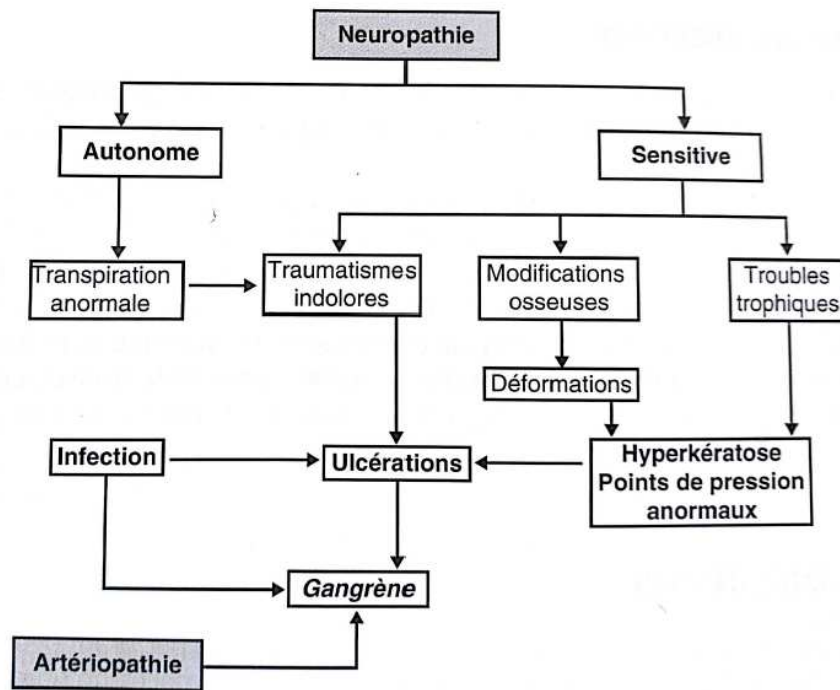 Neuropathie
Autonome
Sensitive
Transpiration
anormale
Traumatismes
indolores
Modifications
osseuses
Troubles
trophiques
Déformations
Infection
Ulcérations
Hyperkératose
Points de pression
anormaux
Gangrène
Artériopathie